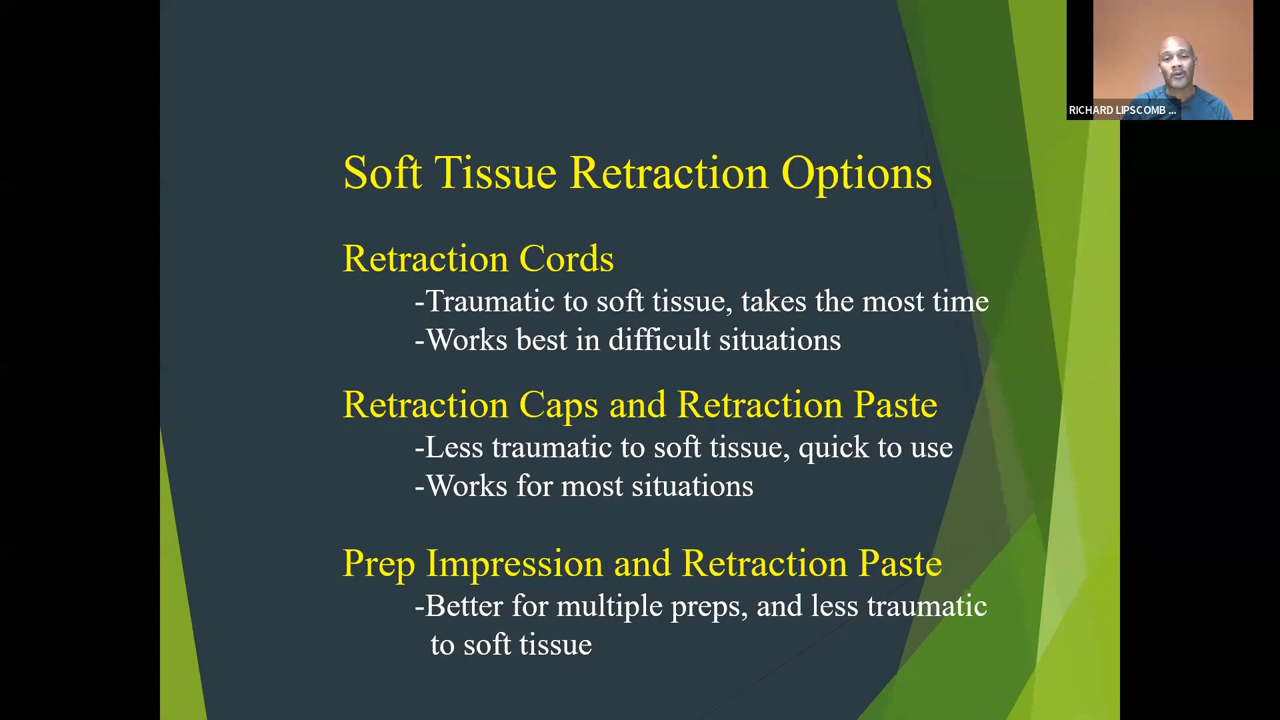 RICHARD LIPSCOMB ...
Soft Tissue Retraction Options
Retraction Cords
-Traumatic to soft tissue, takes the most time
-Works best in difficult situations
Retraction Caps and Retraction Paste
-Less traumatic to soft tissue, quick to use
-Works for most situations
Prep Impression and Retraction Paste
-Better for multiple preps, and less traumatic
to soft tissue